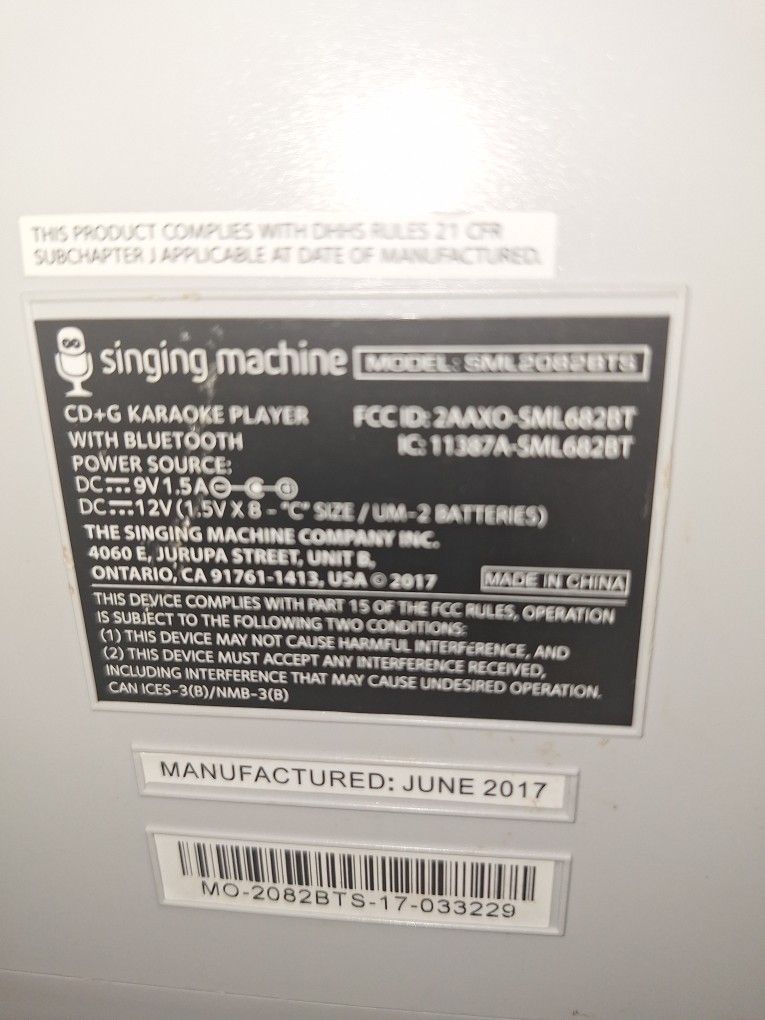 THIS PRODUCT COMPLIES WITH DHHS RULES 21 CFR
SUBCHAPTER J APPLICABLE AT DATE OF MANUFACTURED.
singing machine MODEL: SML2082BTS
CD+G KARAOKE PLAYER FCC ID: 2AAXO-SML682BT
WITH BLUETOOTH IC: 11387A-SML682BT
POWER SOURCE:
DC 9V 1.5A
DC 12V (1.5V X 8 - "C" SIZE / UM-2 BATTERIES)
THE SINGING MACHINE COMPANY INC.
4060 E, JURUPA STREET, UNIT B,
ONTARIO, CA 91761-1413, USA © 2017 MADE IN CHINA
THIS DEVICE COMPLIES WITH PART 15 OF THE FCC RULES, OPERATION
IS SUBJECT TO THE FOLLOWING TWO CONDITIONS:
(1) THIS DEVICE MAY NOT CAUSE HARMFUL INTERFERENCE, AND
(2) THIS DEVICE MUST ACCEPT ANY INTERFERENCE RECEIVED,
INCLUDING INTERFERENCE THAT MAY CAUSE UNDESIRED OPERATION.
CAN ICES-3(B)/NMB-3(B)
MANUFACTURED: JUNE 2017
MO-2082BTS-17-033229